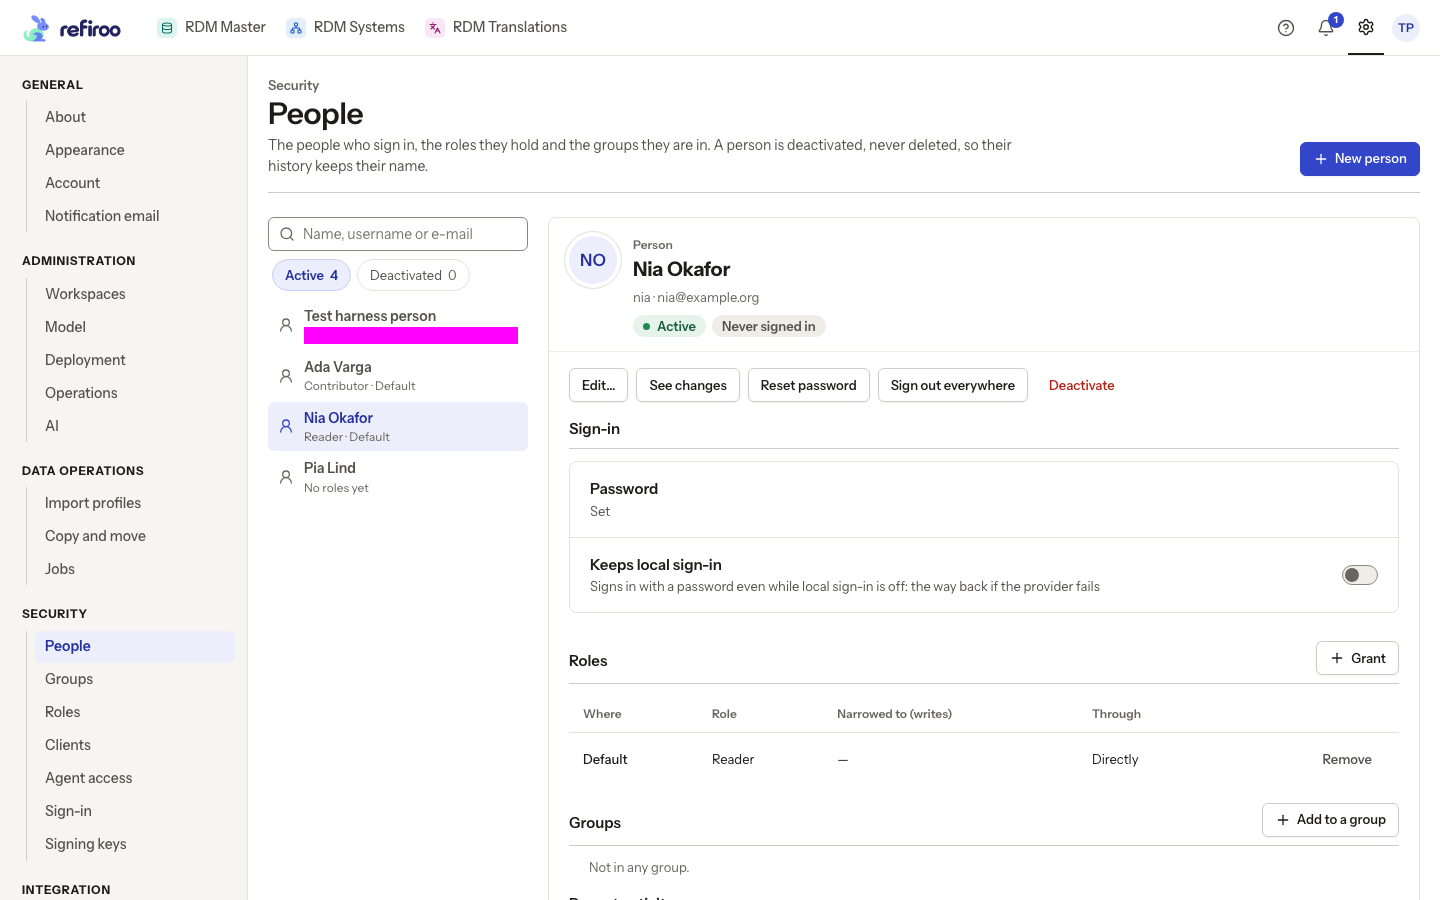 refiroo
RDM Master
RDM Systems
RDM Translations
1
TP
GENERAL
About
Appearance
Account
Notification email
ADMINISTRATION
Workspaces
Model
Deployment
Operations
AI
DATA OPERATIONS
Import profiles
Copy and move
Jobs
SECURITY
People
Groups
Roles
Clients
Agent access
Sign-in
Signing keys
INTEGRATION
Security
People
The people who sign in, the roles they hold and the groups they are in. A person is deactivated, never deleted, so their
history keeps their name.
New person
Name, username or e-mail
Active 4
Deactivated 0
Test harness person
Ada Varga
Contributor · Default
Nia Okafor
Reader · Default
Pia Lind
No roles yet
NO
Person
Nia Okafor
nia · nia@example.org
Active
Never signed in
Edit...
See changes
Reset password
Sign out everywhere
Deactivate
Sign-in
Password
Set
Keeps local sign-in
Signs in with a password even while local sign-in is off: the way back if the provider fails
Roles
Grant
Where
Role
Narrowed to (writes)
Through
Default
Reader
—
Directly
Remove
Groups
Add to a group
Not in any group.